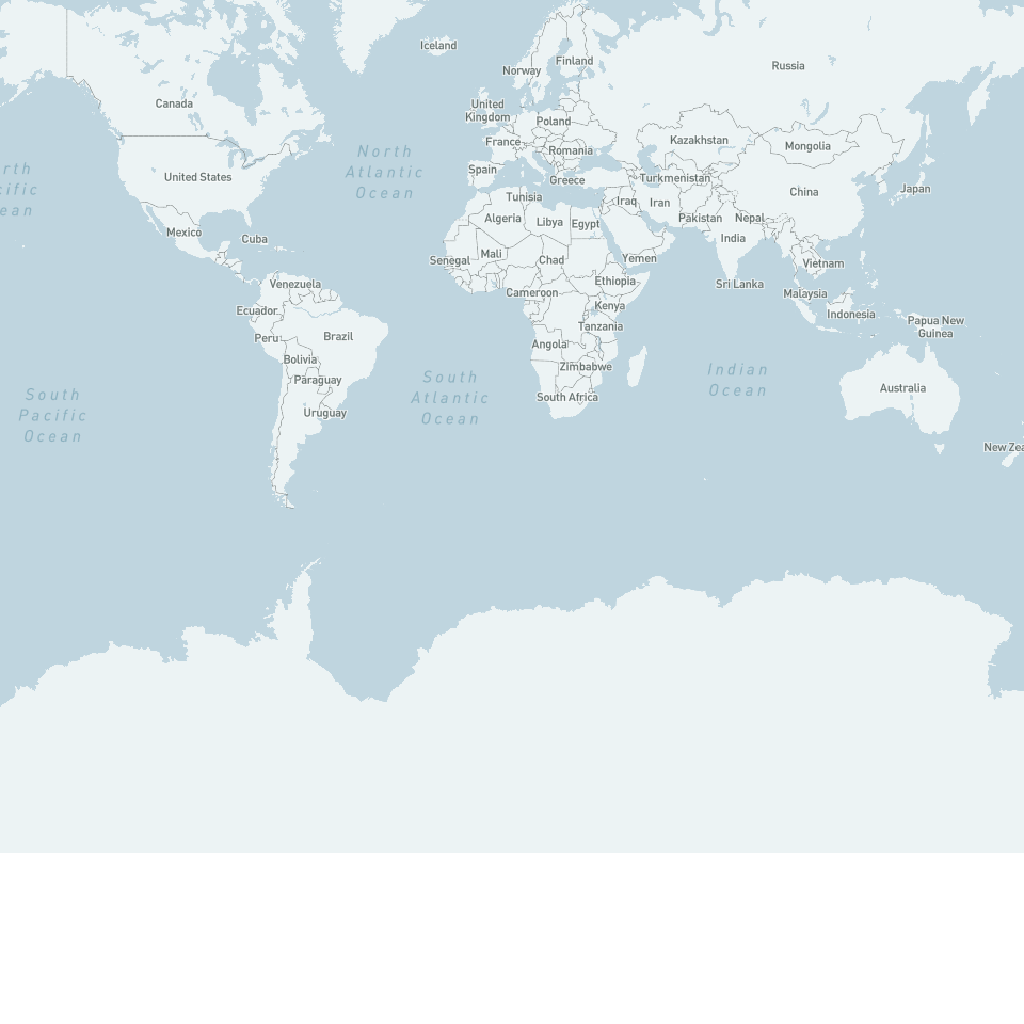 Iceland
Finland
Norway
Russia
Canada
United
Kingdom
Poland
France
Romania
Kazakhstan
Mongolia
North
Atlantic
Ocean
Spain
Greece
United States
Turkmenistan
China
Japan
Tunisia
Iraq
Iran
Algeria
Libya
Egypt
Pakistan
Nepal
Mexico
Cuba
India
Senegal
Mali
Chad
Yemen
Vietnam
Venezuela
Ethiopia
Sri Lanka
Cameroon
Malaysia
Kenya
Ecuador
Indonesia
Papua New
Guinea
Peru
Brazil
Tanzania
Angola
Bolivia
Zimbabwe
Indian
Ocean
Paraguay
South
Atlantic
Ocean
South
Pacific
Ocean
South Africa
Australia
Uruguay
New Zea
rth
ific
ean